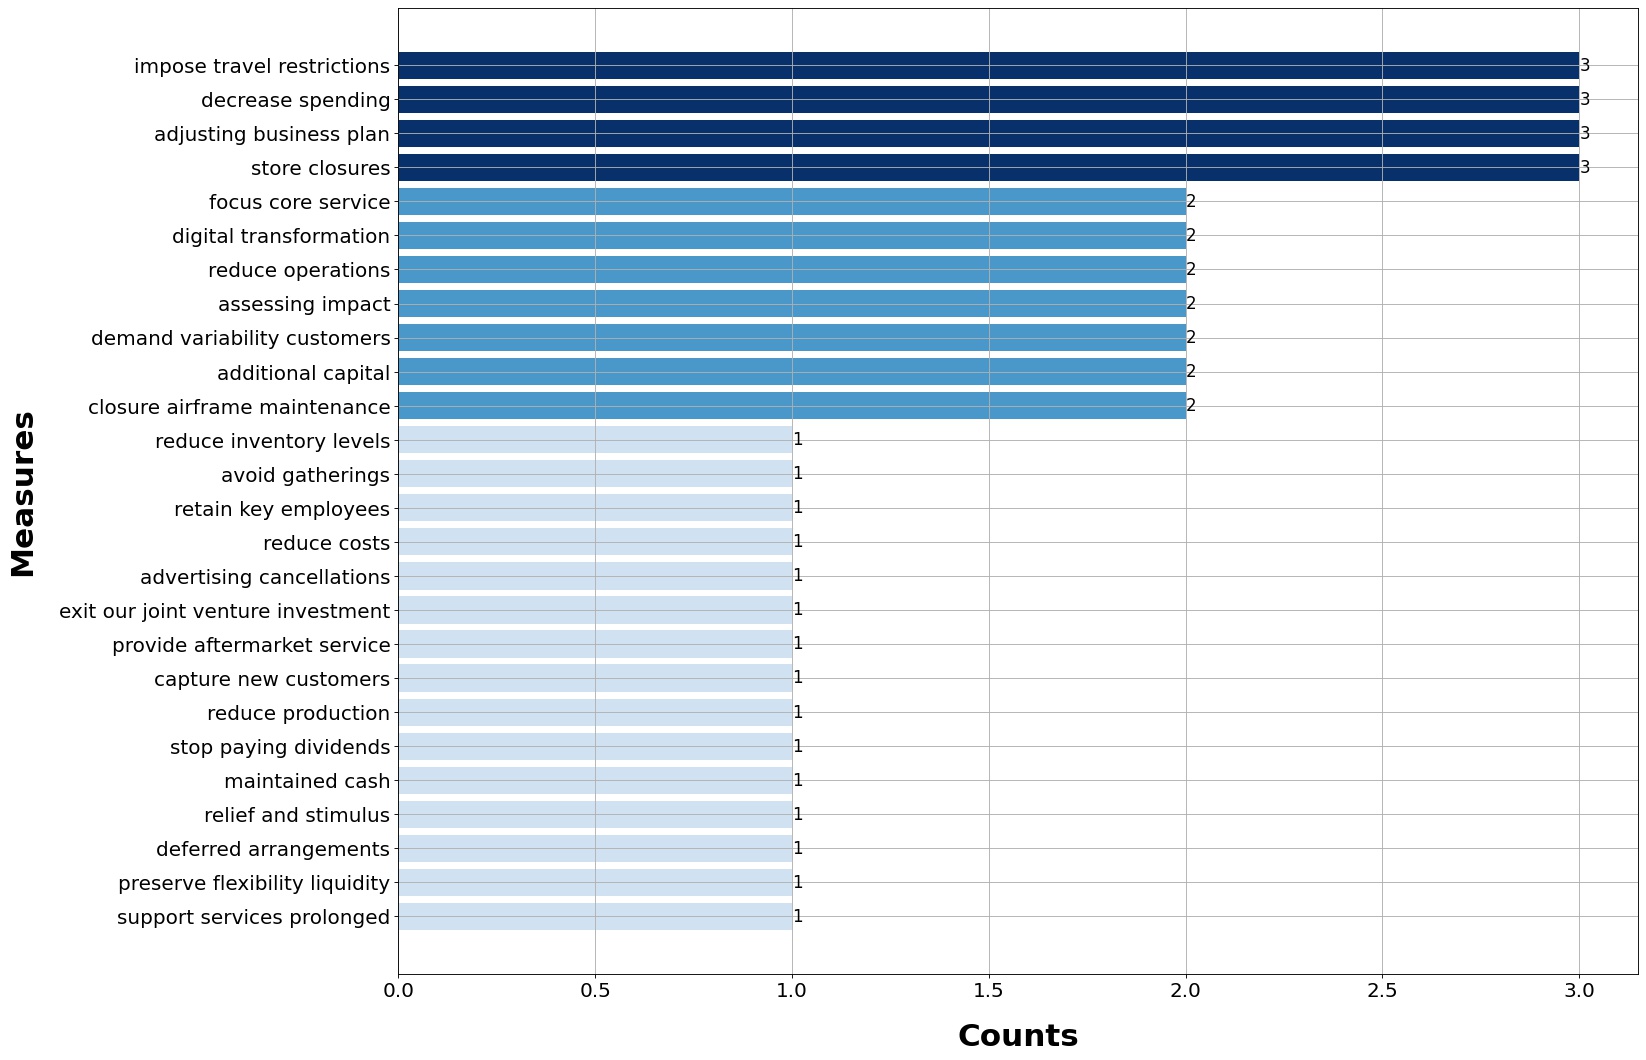 impose travel restrictions 3
decrease spending 3
adjusting business plan 3
store closures 3
focus core service 2
digital transformation 2
reduce operations 2
assessing impact 2
demand variability customers 2
additional capital 2
closure airframe maintenance 2
reduce inventory levels 1
avoid gatherings 1
retain key employees 1
reduce costs 1
advertising cancellations 1
exit our joint venture investment 1
provide aftermarket service 1
capture new customers 1
reduce production 1
stop paying dividends 1
maintained cash 1
relief and stimulus 1
deferred arrangements 1
preserve flexibility liquidity 1
support services prolonged 1
Measures
0.0 0.5 1.0 1.5 2.0 2.5 3.0
Counts